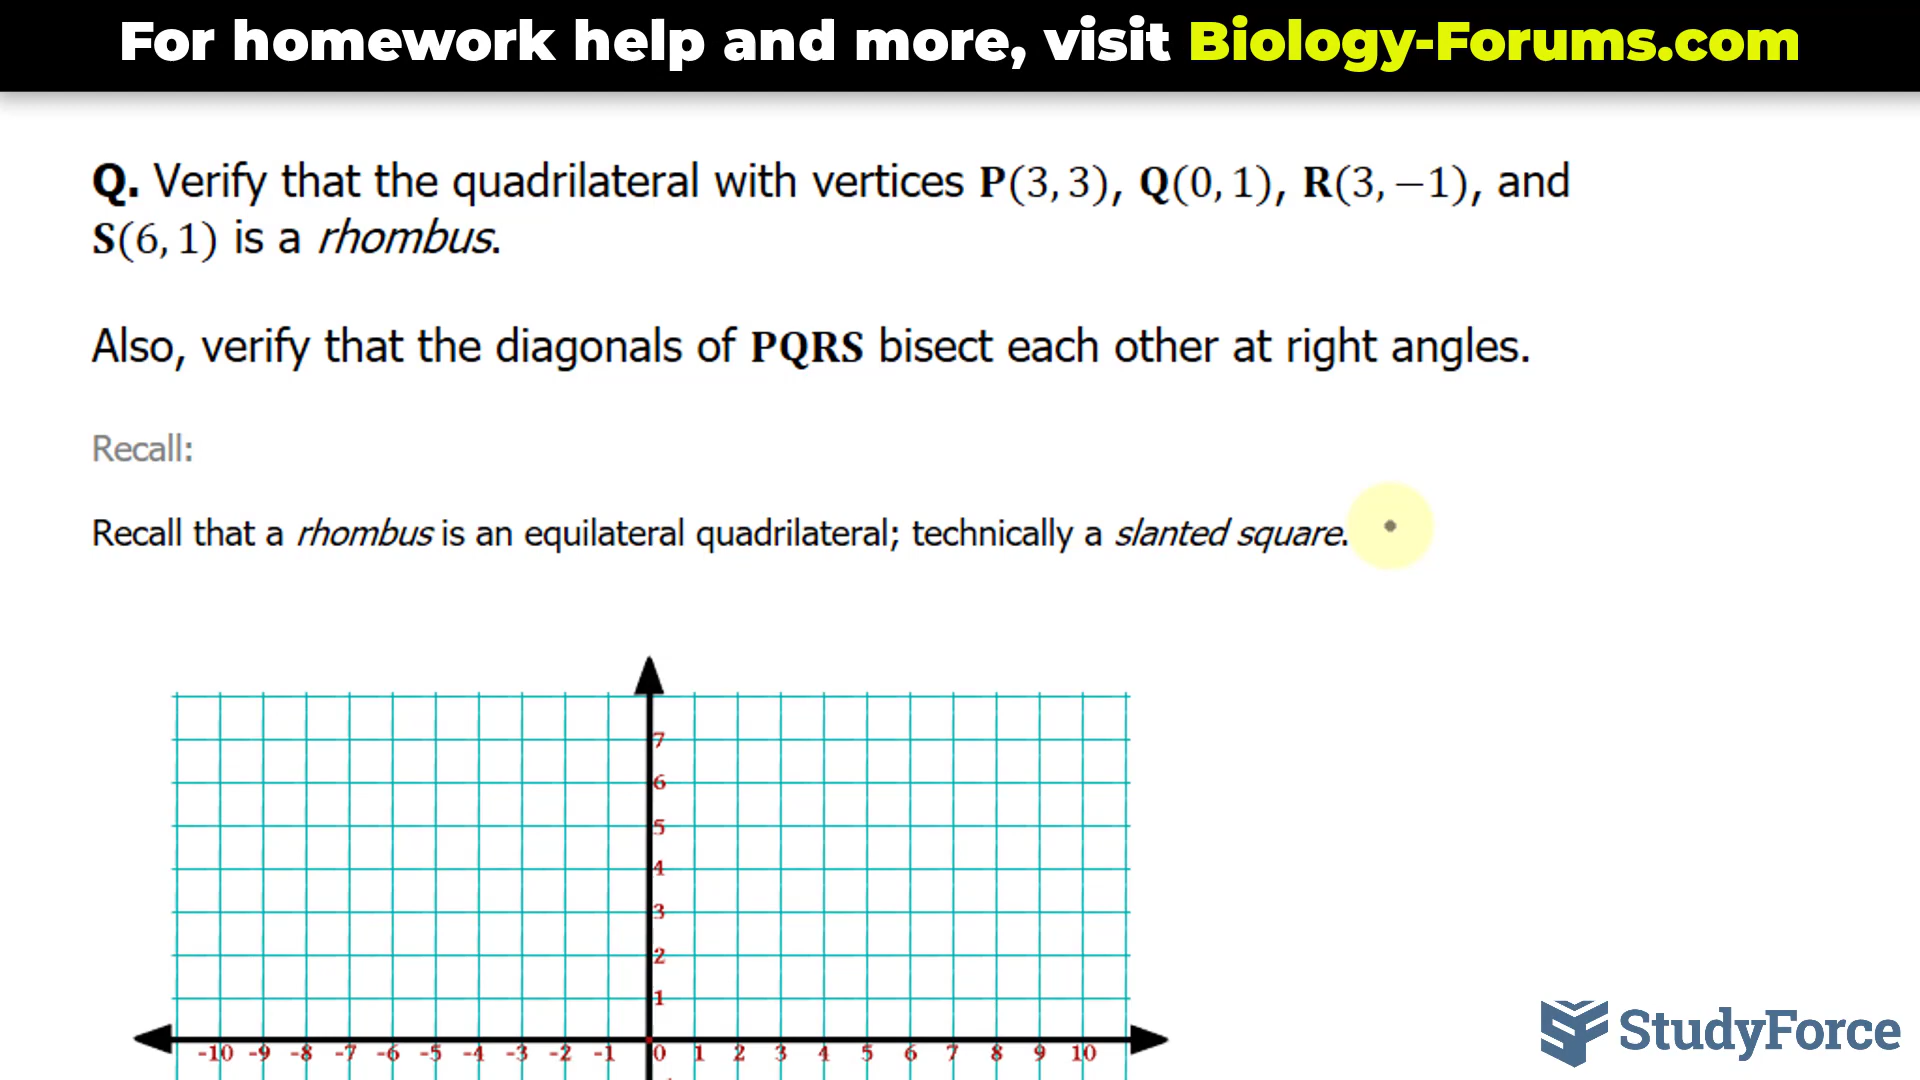 For homework help and more, visit Biology-Forums.com
Q. Verify that the quadrilateral with vertices P(3, 3), Q(0, 1), R(3, −1), and
S(6, 1) is a rhombus.
Also, verify that the diagonals of PQRS bisect each other at right angles.
Recall:
Recall that a rhombus is an equilateral quadrilateral; technically a slanted square.
7
6
5
4
3
2
1
-10 -9 -8 -7 -6 -5 -4 -3 -2 -1 0 1 2 3 4 5 6 7 8 9 10
SF StudyForce